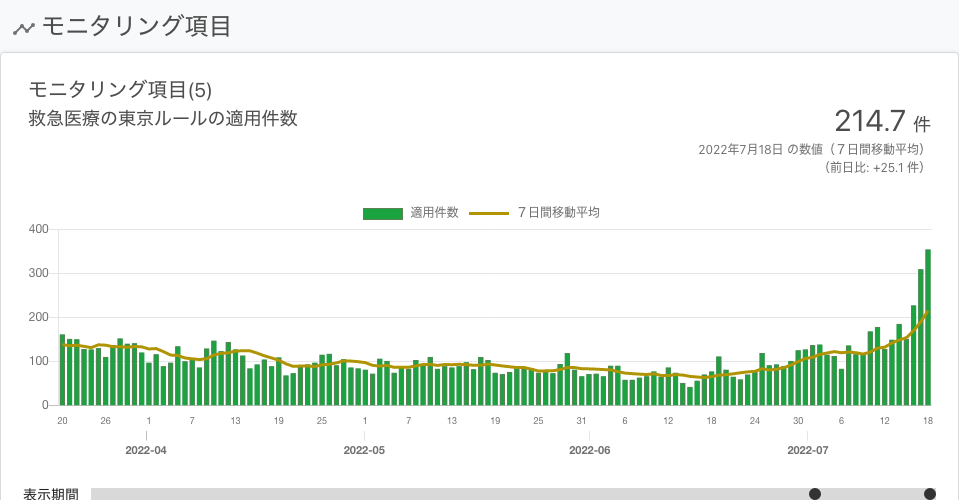 モニタリング項目
モニタリング項目(5)
救急医療の東京ルールの適用件数
214.7 件
2022年7月18日 の数値（７日間移動平均）
（前日比: +25.1 件）
適用件数 ７日間移動平均
400
300
200
100
0
20 26 1 7 13 19 25 1 7 13 19 25 31 6 12 18 24 30 6 12 18
2022-04 2022-05 2022-06 2022-07
表示期間